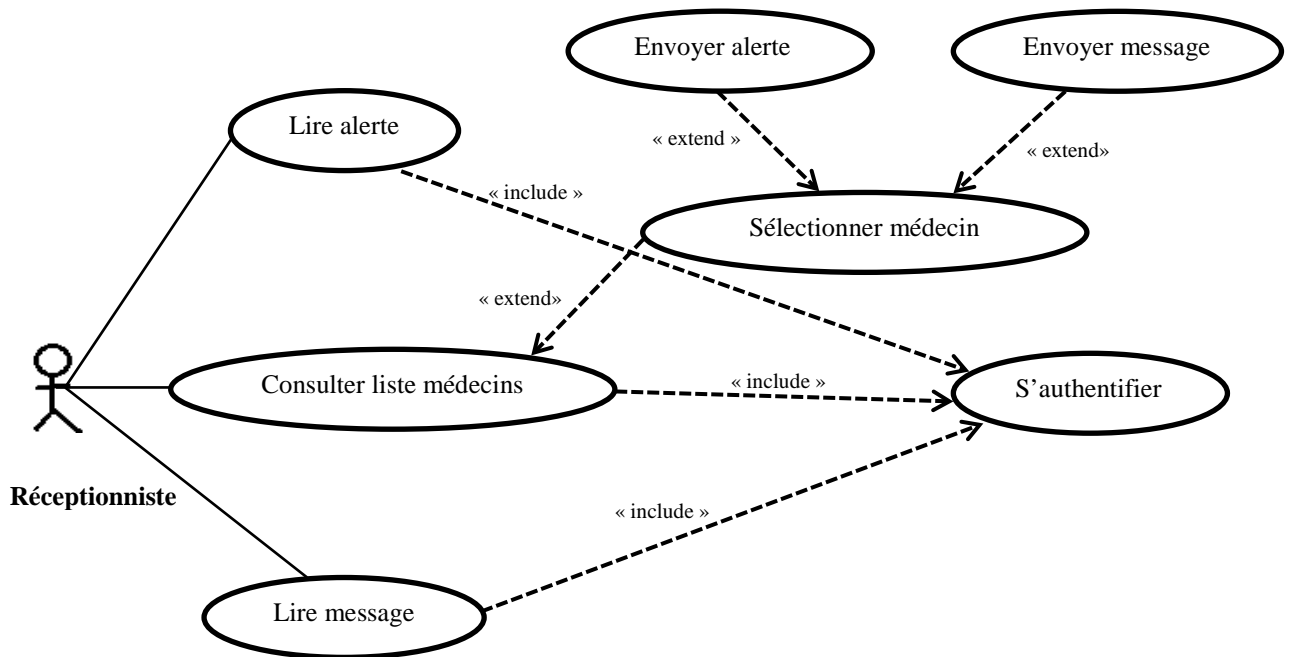 Envoyer alerte
Envoyer message
Lire alerte
« extend »
« extend»
« include »
Sélectionner médecin
« extend»
Consulter liste médecins
« include »
S’authentifier
Réceptionniste
« include »
Lire message